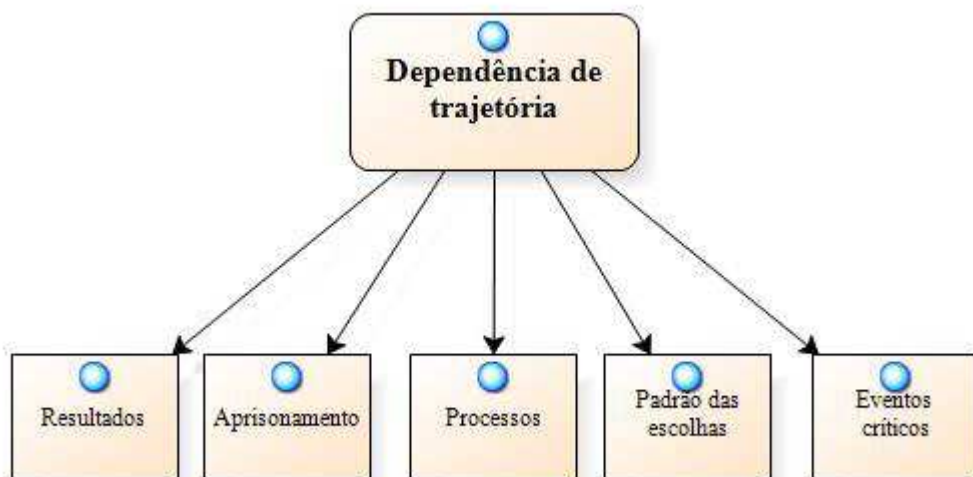 Dependência de
trajetória
Resultados
Aprisonamento
Processos
Padrão das
escolhas
Eventos
críticos